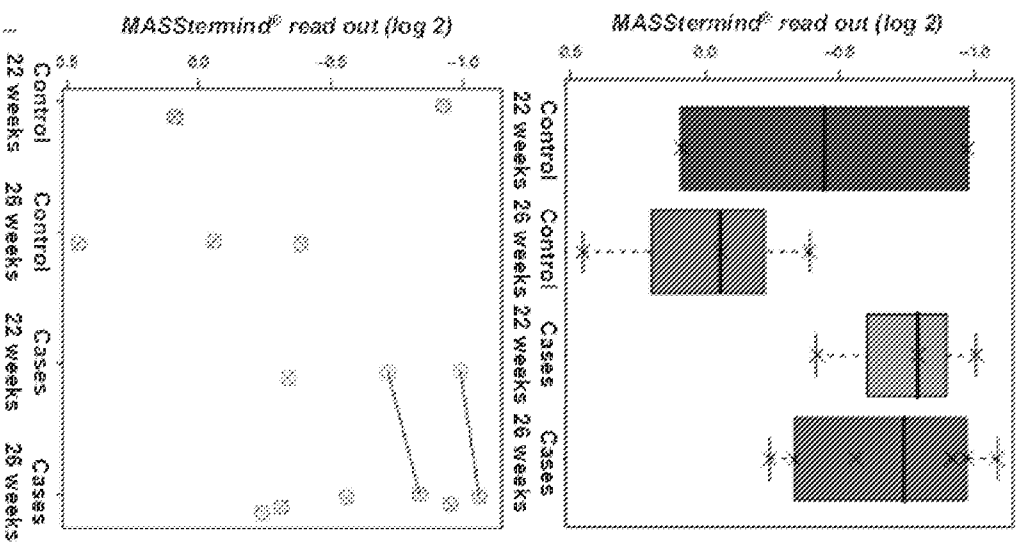 MASStermind® read out (log 2)
0.5 0.0 -0.5 -1.0
Control Control Cases Cases
22 weeks 26 weeks 22 weeks 26 weeks
MASStermind® read out (log 2)
0.5 0.0 -0.5 -1.0
Control Control Cases Cases
22 weeks 26 weeks 22 weeks 26 weeks